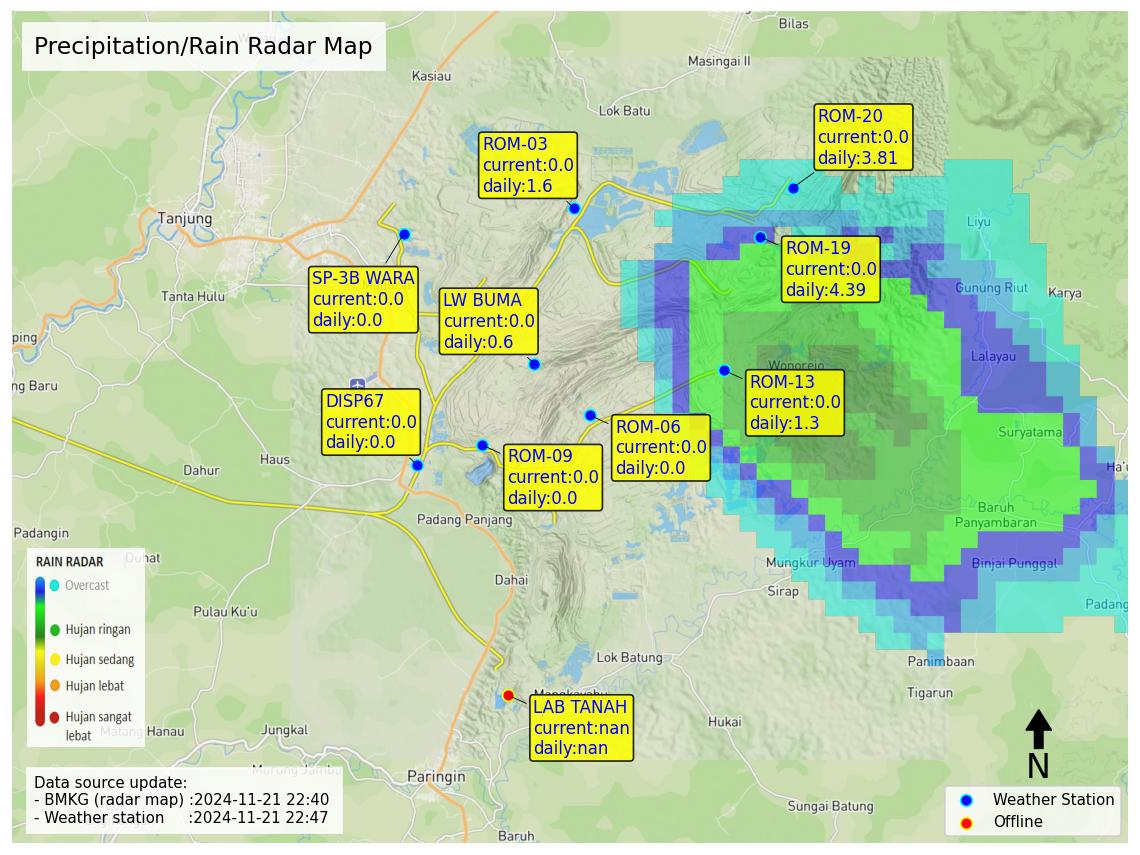 Precipitation/Rain Radar Map
Bilas
Masingai II
Kasiau
Lok Batu
ROM-20
current:0.0
daily:3.81
ROM-03
current:0.0
daily:1.6
Tanjung
Liyu
ROM-19
current:0.0
daily:4.39
SP-3B WARA
current:0.0
daily:0.0
Tanta Hulu
LW BUMA
current:0.0
daily:0.6
Gunung Riut
Karya
ping
Lalayau
Wonorejo
ng Baru
ROM-13
current:0.0
daily:1.3
DISP67
current:0.0
daily:0.0
ROM-06
current:0.0
daily:0.0
Suryatama
ROM-09
current:0.0
daily:0.0
Haus
Dahur
Ha'u
Baruh
Panyambaran
Padang Panjang
Padangin
RAIN RADAR
Overcast
Hujan ringan
Hujan sedang
Hujan lebat
Hujan sangat
lebat
Mungkur Uyam
Binjai Punggal
Dahai
Sirap
Padang
Pulau Ku'u
Lok Batung
Panimbaan
Tigarun
Mangkayahu
LAB TANAH
current:nan
daily:nan
Hukai
Jungkal
Manau
N
Paringin
Sungai Batung
Baruh
Data source update:
- BMKG (radar map) :2024-11-21 22:40
- Weather station :2024-11-21 22:47
Weather Station
Offline